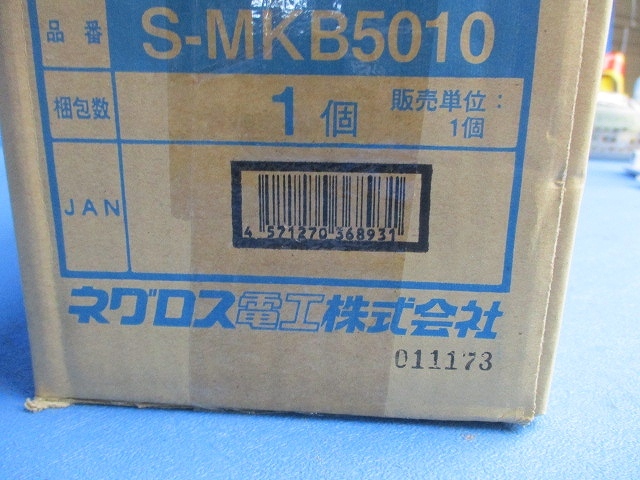 品番 S-MKB5010
梱包数 1個 販売単位：
1個
JAN
4 571270 368931
ネグロス電工株式会社
011173